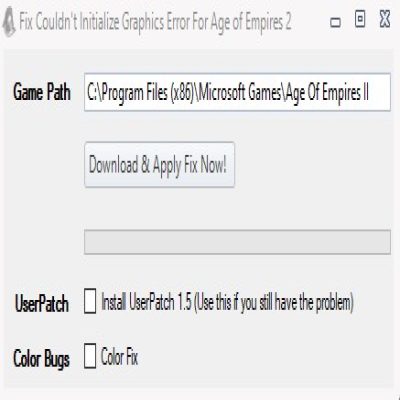 Fix Couldn't Initialize Graphics Error For Age of Empires 2
Game Path C:\Program Files (x86)\Microsoft Games\Age Of Empires II
Download & Apply Fix Now!
UserPatch Install UserPatch 1.5 (Use this if you still have the problem)
Color Bugs Color Fix